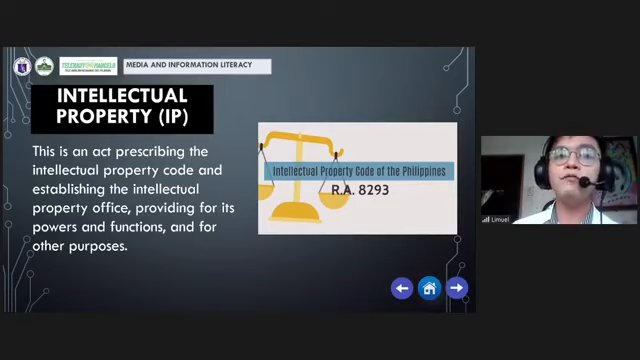 MEDIA AND INFORMATION LITERACY
INTELLECTUAL
PROPERTY (IP)
This is an act prescribing the
intellectual property code and
establishing the intellectual
property office, providing for its
powers and functions, and for
other purposes.
Intellectual Property Code of the Philippines
R.A. 8293
Limuel